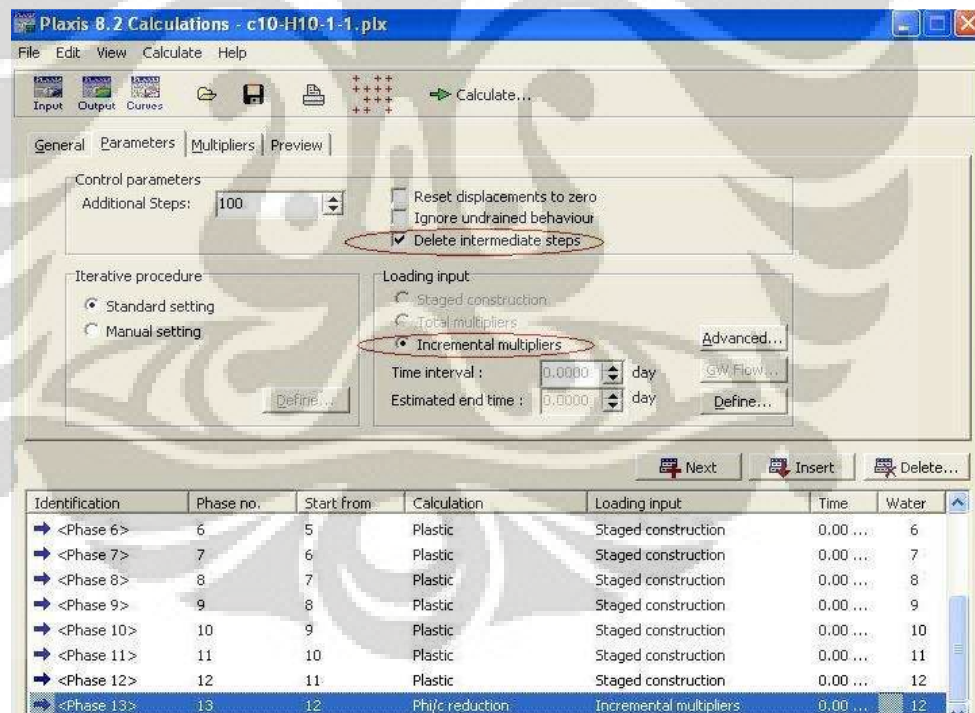 Plaxis 8.2 Calculations - c10-H10-1-1.plx
File Edit View Calculate Help
PLAXIS PLAXIS PLAXIS
Input Output Curves Calculate...
General Parameters Multipliers Preview
Control parameters
Additional Steps: 100
Reset displacements to zero
Ignore undrained behaviour
Delete intermediate steps
Iterative procedure
Standard setting
Manual setting
Define...
Loading input
Staged construction
Total multipliers
Incremental multipliers
Advanced...
Time interval : 0.0000 day GW Flow...
Estimated end time : 0.0000 day Define...
Next Insert Delete...
Identification Phase no. Start from Calculation Loading input Time Water
<Phase 6> 6 5 Plastic Staged construction 0.00 ... 6
<Phase 7> 7 6 Plastic Staged construction 0.00 ... 7
<Phase 8> 8 7 Plastic Staged construction 0.00 ... 8
<Phase 9> 9 8 Plastic Staged construction 0.00 ... 9
<Phase 10> 10 9 Plastic Staged construction 0.00 ... 10
<Phase 11> 11 10 Plastic Staged construction 0.00 ... 11
<Phase 12> 12 11 Plastic Staged construction 0.00 ... 12
<Phase 13> 13 12 Phi/c reduction Incremental multipliers 0.00 ... 12